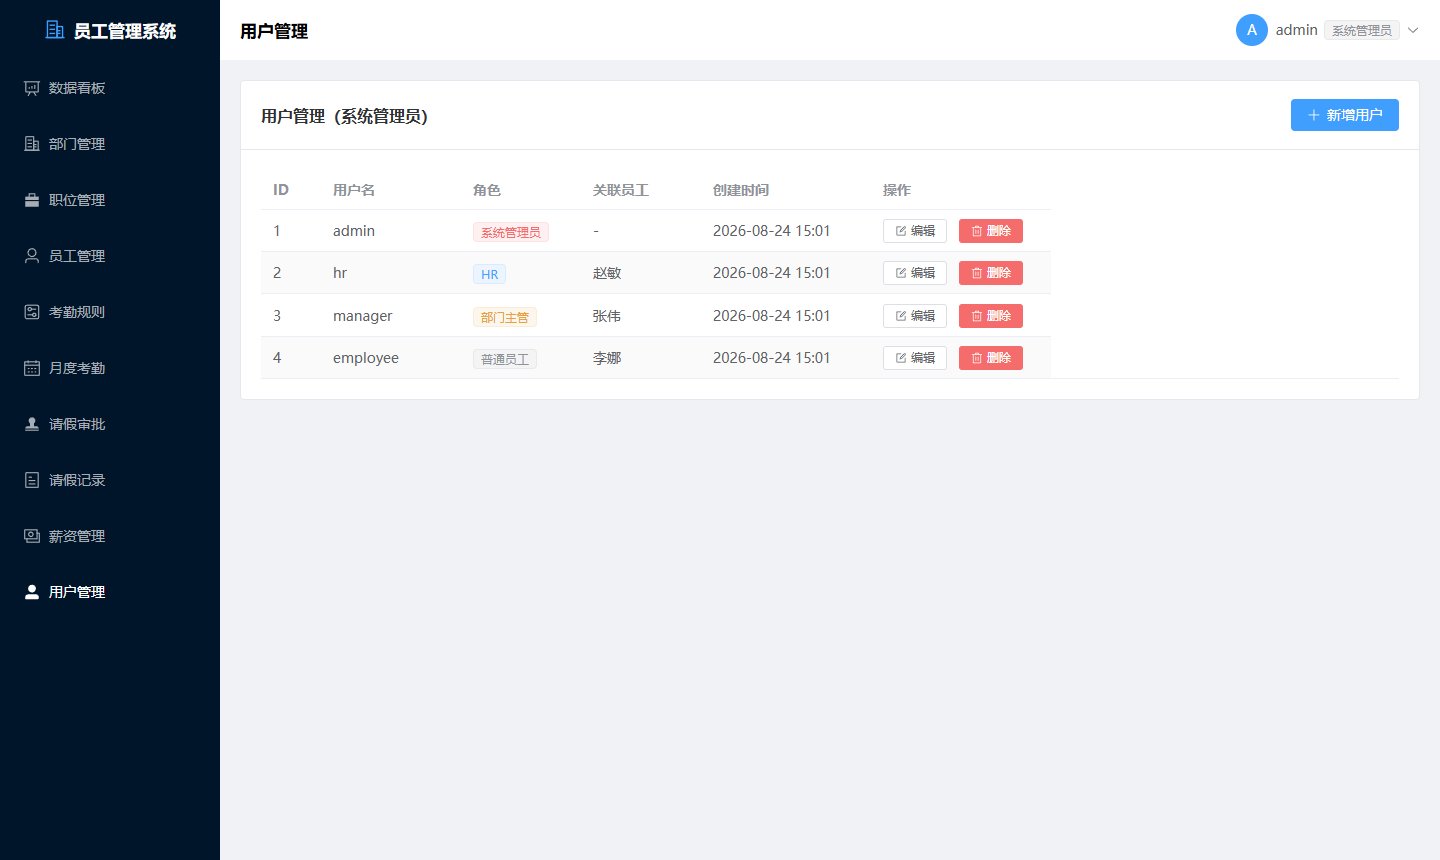 员工管理系统
数据看板
部门管理
职位管理
员工管理
考勤规则
月度考勤
请假审批
请假记录
薪资管理
用户管理
用户管理
A admin 系统管理员
用户管理（系统管理员）
新增用户
ID 用户名 角色 关联员工 创建时间 操作
1 admin 系统管理员 - 2026-08-24 15:01 编辑 删除
2 hr HR 赵敏 2026-08-24 15:01 编辑 删除
3 manager 部门主管 张伟 2026-08-24 15:01 编辑 删除
4 employee 普通员工 李娜 2026-08-24 15:01 编辑 删除